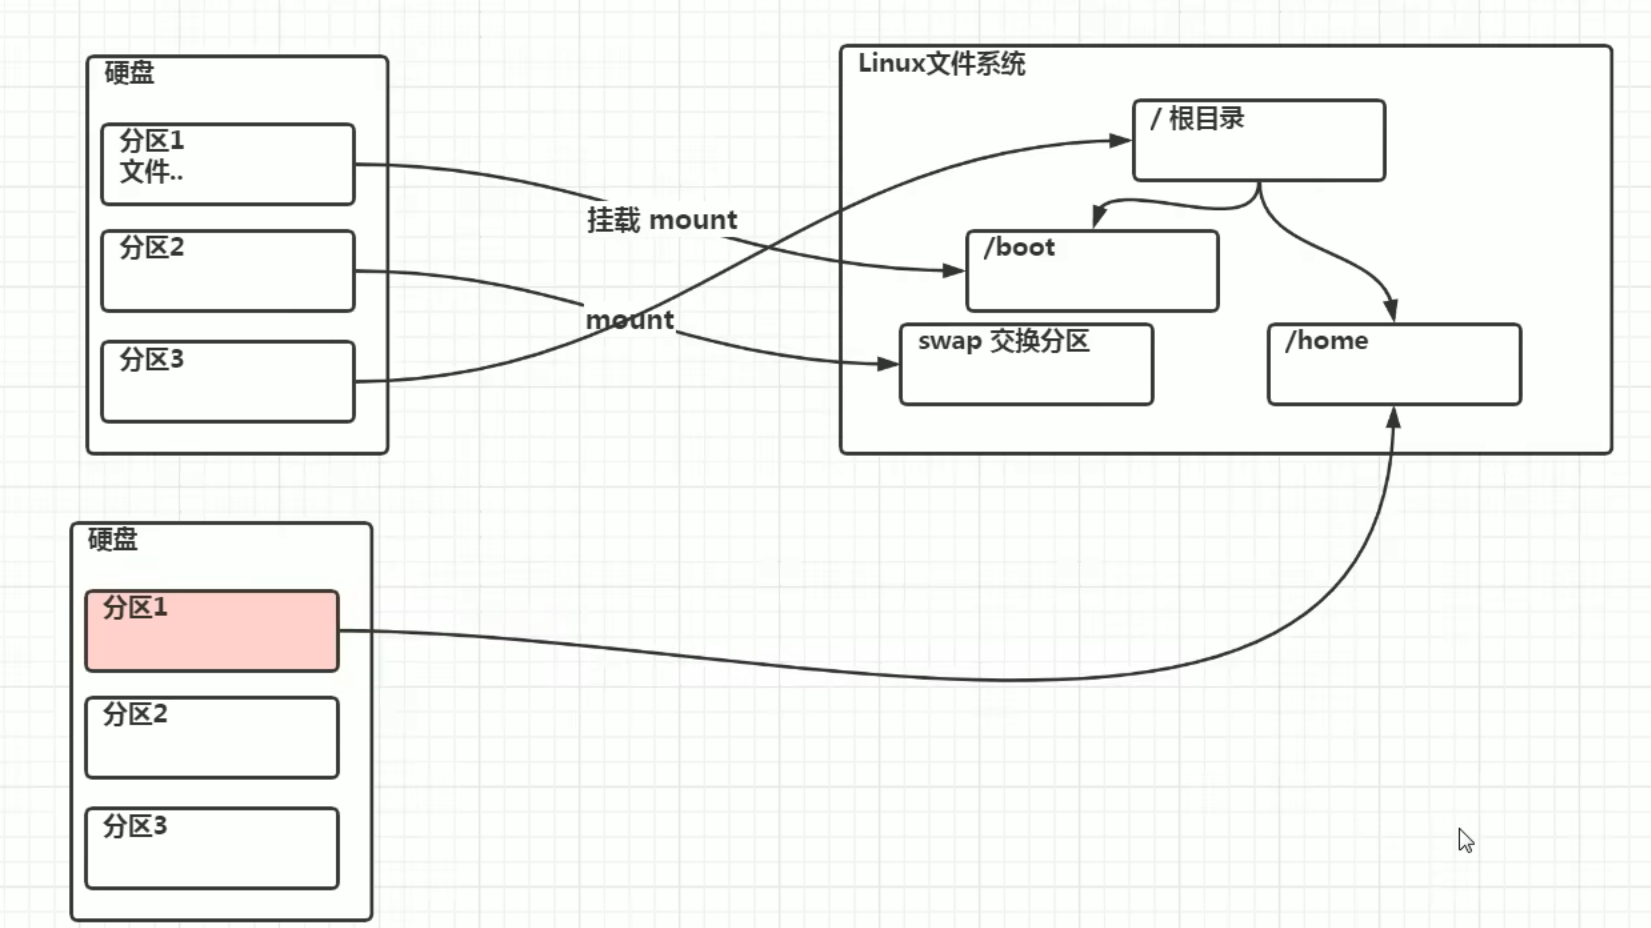 硬盘
分区1
文件..
分区2
分区3
挂载 mount
mount
Linux文件系统
/ 根目录
/boot
swap 交换分区
/home
硬盘
分区1
分区2
分区3